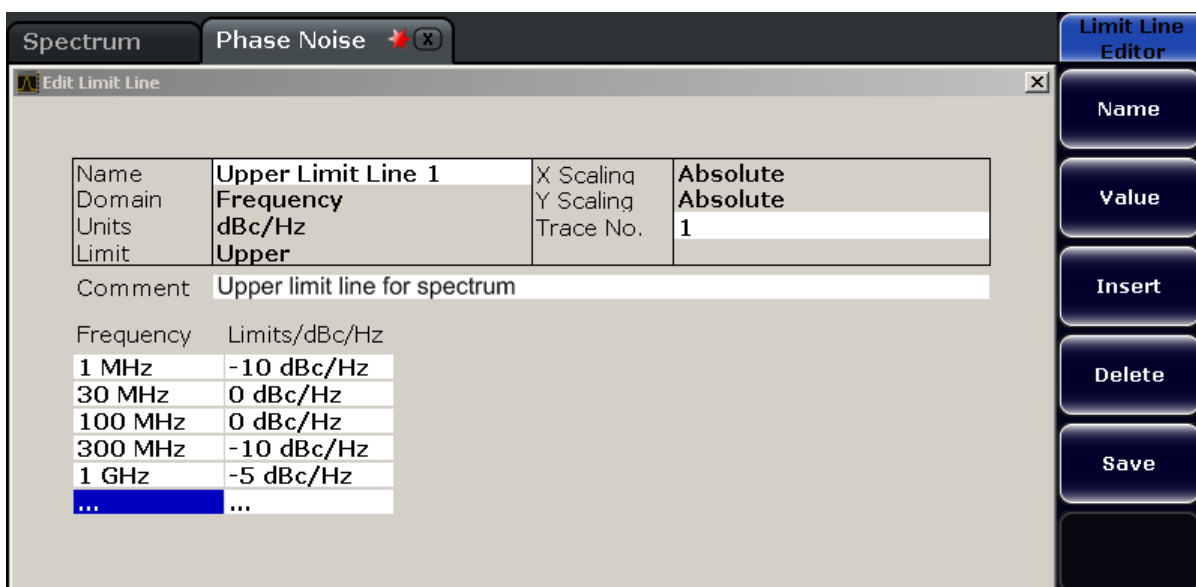 Spectrum
Phase Noise
Limit Line
Editor
Edit Limit Line
Name
Name Upper Limit Line 1 X Scaling Absolute
Domain Frequency Y Scaling Absolute
Units dBc/Hz Trace No. 1
Limit Upper
Value
Comment Upper limit line for spectrum
Insert
Frequency Limits/dBc/Hz
1 MHz -10 dBc/Hz
30 MHz 0 dBc/Hz
100 MHz 0 dBc/Hz
300 MHz -10 dBc/Hz
1 GHz -5 dBc/Hz
... ...
Delete
Save